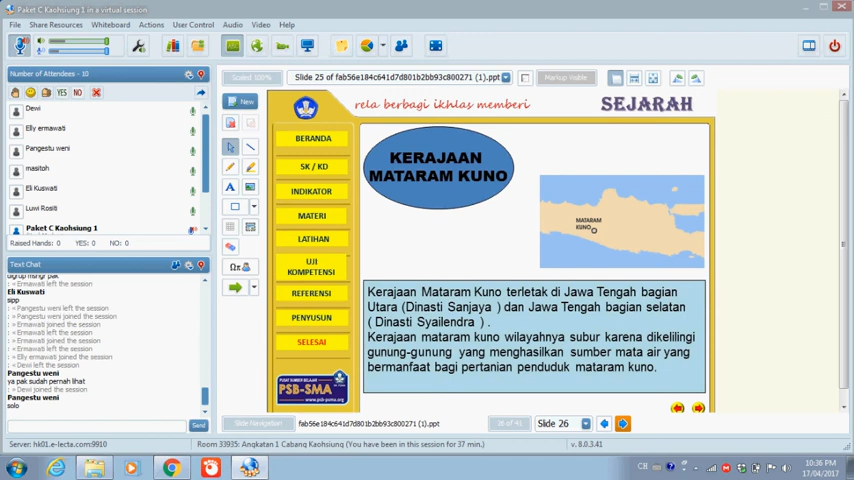 Paket C Kaohsiung 1 in a virtual session
File Share Resources Whiteboard Actions User Control Audio Video Help
Scaled 100% Slide 25 of fab56e184c641d7d801b2bb93c800271 (1).ppt Markup Visible
Number of Attendees - 10
YES NO
Dewi
Elly ermawati
Pangestu weni
masitoh
Eli Kuswati
Luwi Rositi
Paket C Kaohsiung 1
Raised Hands: 0 YES: 0 NO: 0
Text Chat
: Ermawati left the session
Eli Kuswati
sipp
: Pangestu weni left the session
: Pangestu weni joined the session
: Ermawati joined the session
: Ermawati left the session
: Ermawati joined the session
: Ermawati left the session
: Elly ermawati joined the session
: Dewi left the session
Pangestu weni
ya pak sudah pernah lihat
: Dewi joined the session
Pangestu weni
solo
Send
New
rela berbagi ikhlas memberi
SEJARAH
BERANDA
SK / KD
INDIKATOR
MATERI
LATIHAN
UJI
KOMPETENSI
REFERENSI
PENYUSUN
SELESAI
PUSAT SUMBER BELAJAR
PSB-SMA
www.psb-psma.org
KERAJAAN
MATARAM KUNO
MATARAM
KUNO
Kerajaan Mataram Kuno terletak di Jawa Tengah bagian
Utara (Dinasti Sanjaya ) dan Jawa Tengah bagian selatan
( Dinasti Syailendra ) .
Kerajaan mataram kuno wilayahnya subur karena dikelilingi
gunung-gunung yang menghasilkan sumber mata air yang
bermanfaat bagi pertanian penduduk mataram kuno.
Slide Navigation fab56e184c641d7d801b2bb93c800271 (1).ppt 26 of 41 Slide 26
Server: hk01.e-lecta.com:9910 Room 33935: Angkatan 1 Cabang Kaohsiung (You have been in this session for 37 min.) v. 8.0.3.41
CH 10:36 PM
17/04/2017